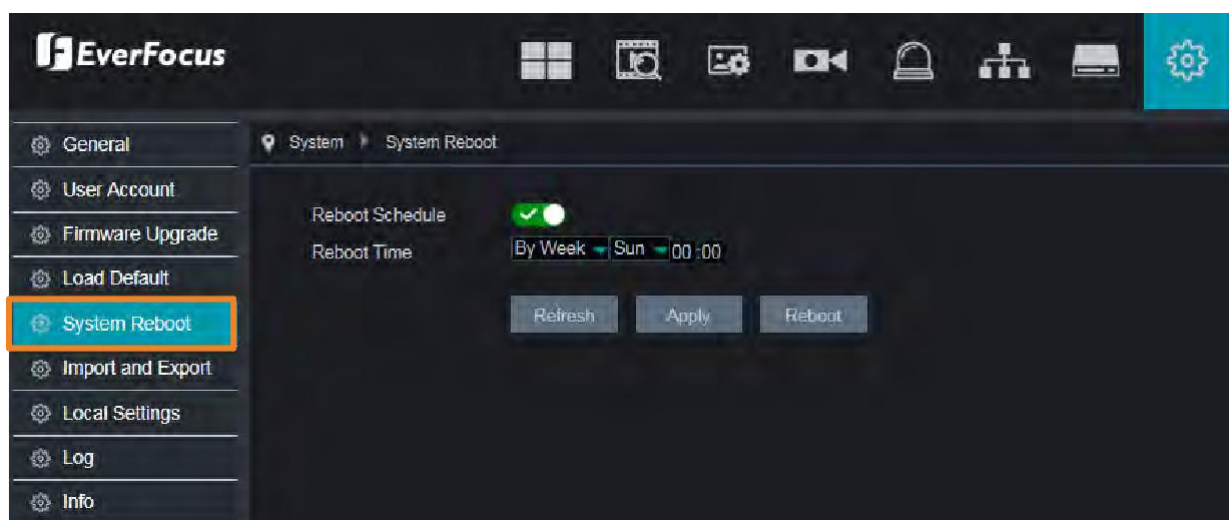 EverFocus
General
User Account
Firmware Upgrade
Load Default
System Reboot
Import and Export
Local Settings
Log
Info
System System Reboot
Reboot Schedule
Reboot Time By Week Sun 00 :00
Refresh Apply Reboot